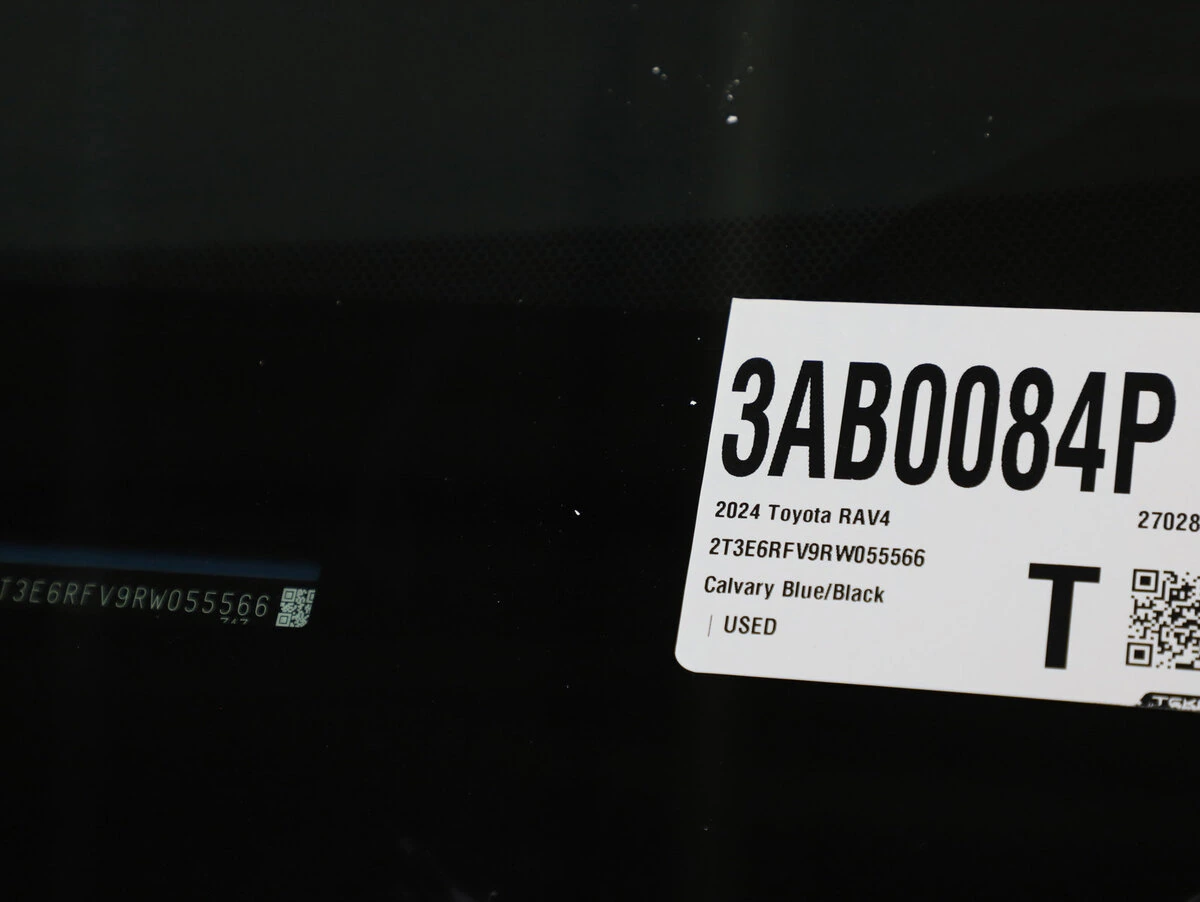 3AB0084P
2024 Toyota RAV4
27028
2T3E6RFV9RW055566
Calvary Blue/Black
T
USED
T3E6RFV9RW055566